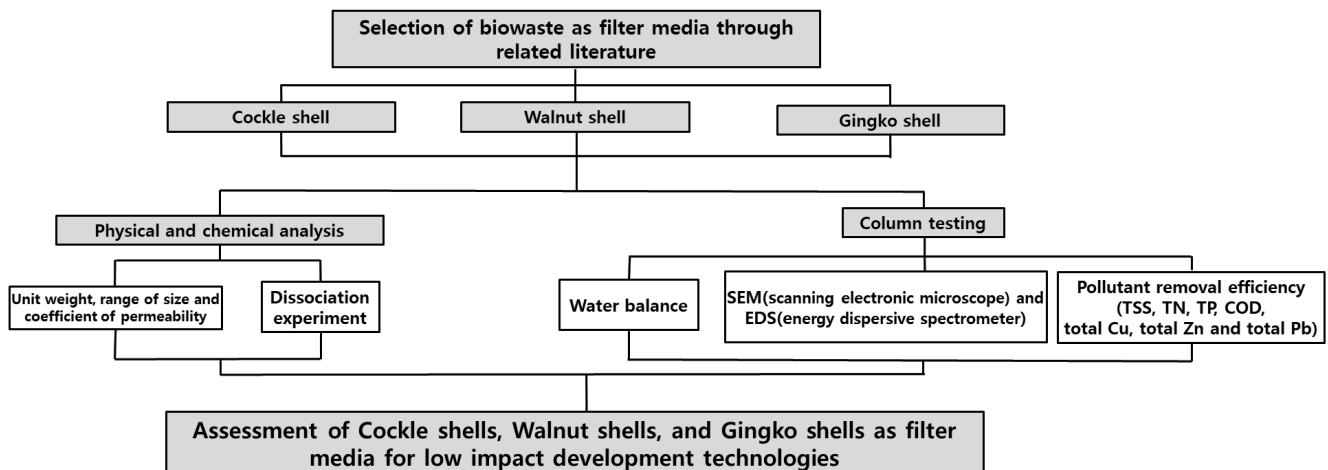 Selection of biowaste as filter media through
related literature
Cockle shell
Walnut shell
Gingko shell
Physical and chemical analysis
Column testing
Unit weight, range of size and
coefficient of permeability
Dissociation
experiment
Water balance
SEM(scanning electronic microscope) and
EDS(energy dispersive spectrometer)
Pollutant removal efficiency
(TSS, TN, TP, COD,
total Cu, total Zn and total Pb)
Assessment of Cockle shells, Walnut shells, and Gingko shells as filter
media for low impact development technologies